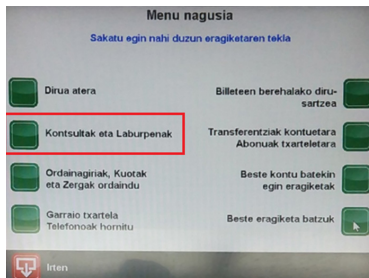 Menu nagusia
Sakatu egin nahi duzun eragiketaren tekla
Dirua atera
Billeteen berehalako diru-
sartzea
Kontsultak eta Laburpenak
Transferentziak kontuetara
Abonuak txarteletara
Ordainagiriak, Kuotak
eta Zergak ordaindu
Beste kontu batekin
egin eragiketak
Garraio txartela
Telefonoak hornitu
Beste eragiketa batzuk
Irten